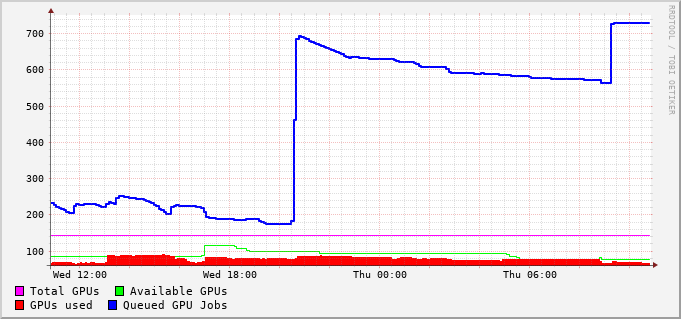 700
600
500
400
300
200
100
Wed 12:00 Wed 18:00 Thu 00:00 Thu 06:00
Total GPUs Available GPUs
GPUs used Queued GPU Jobs
RRDTOOL / TOBI OETIKER